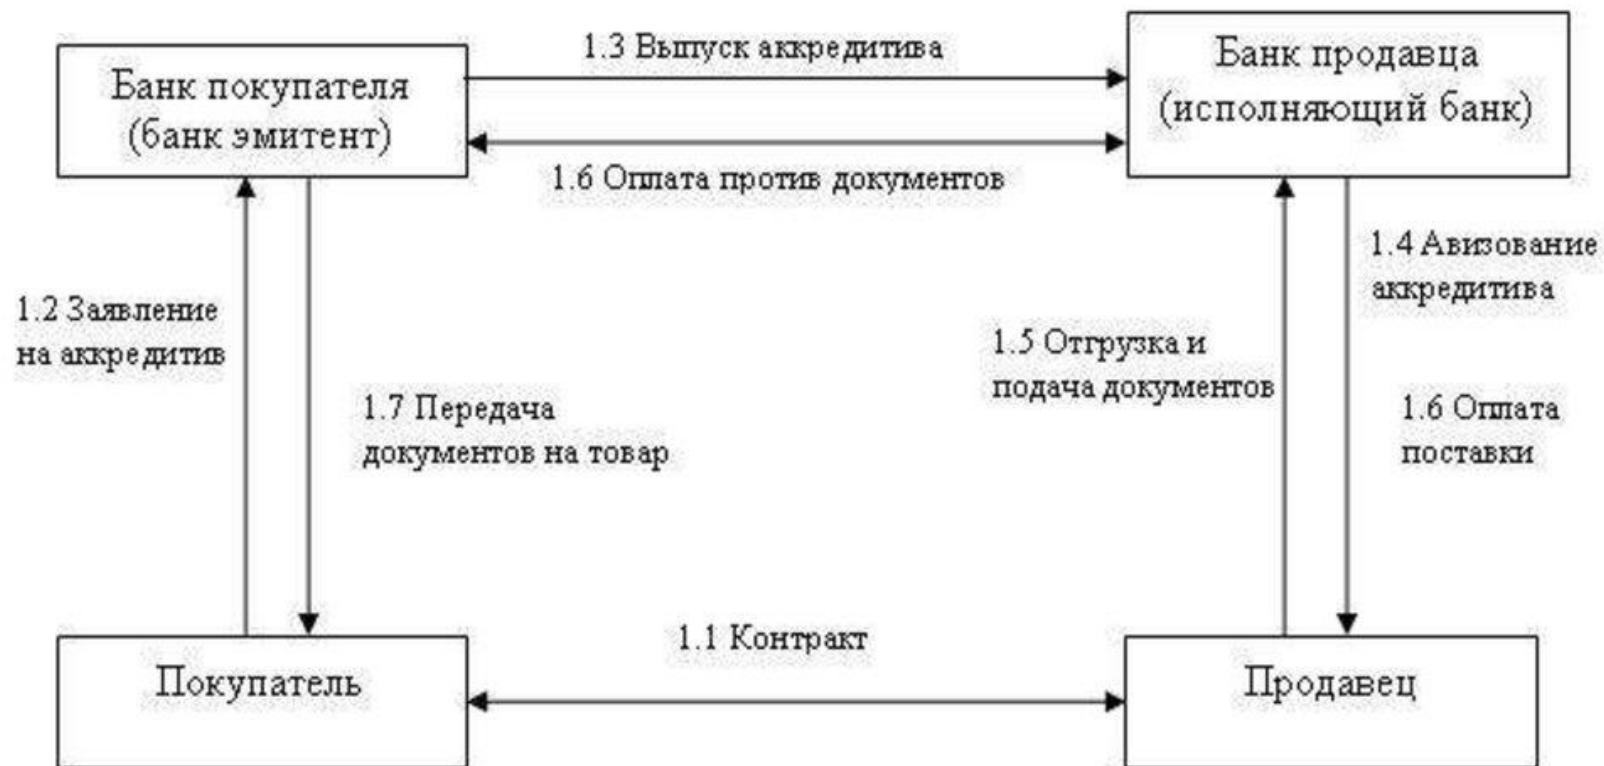 1.3 Выпуск аккредитива
Банк покупателя
(банк эмитент)
Банк продавца
(исполняющий банк)
1.6 Оплата против документов
1.2 Заявление
на аккредитив
1.7 Передача
документов на товар
1.5 Отгрузка и
подача документов
1.4 Авизование
аккредитива
1.6 Оплата
поставки
1.1 Контракт
Покупатель
Продавец